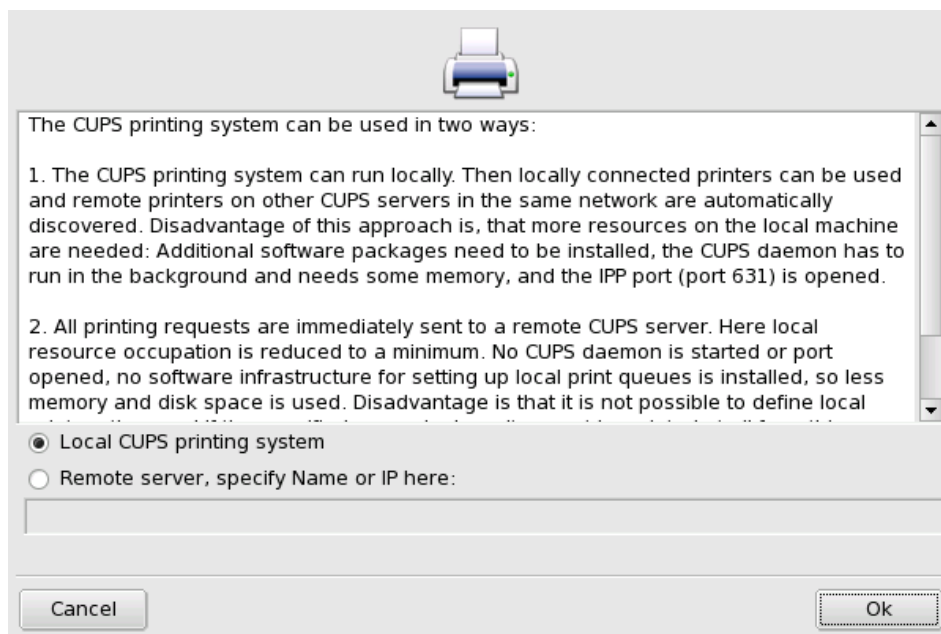 The CUPS printing system can be used in two ways:
1. The CUPS printing system can run locally. Then locally connected printers can be used
and remote printers on other CUPS servers in the same network are automatically
discovered. Disadvantage of this approach is, that more resources on the local machine
are needed: Additional software packages need to be installed, the CUPS daemon has to
run in the background and needs some memory, and the IPP port (port 631) is opened.
2. All printing requests are immediately sent to a remote CUPS server. Here local
resource occupation is reduced to a minimum. No CUPS daemon is started or port
opened, no software infrastructure for setting up local print queues is installed, so less
memory and disk space is used. Disadvantage is that it is not possible to define local
Local CUPS printing system
Remote server, specify Name or IP here:
Cancel
Ok